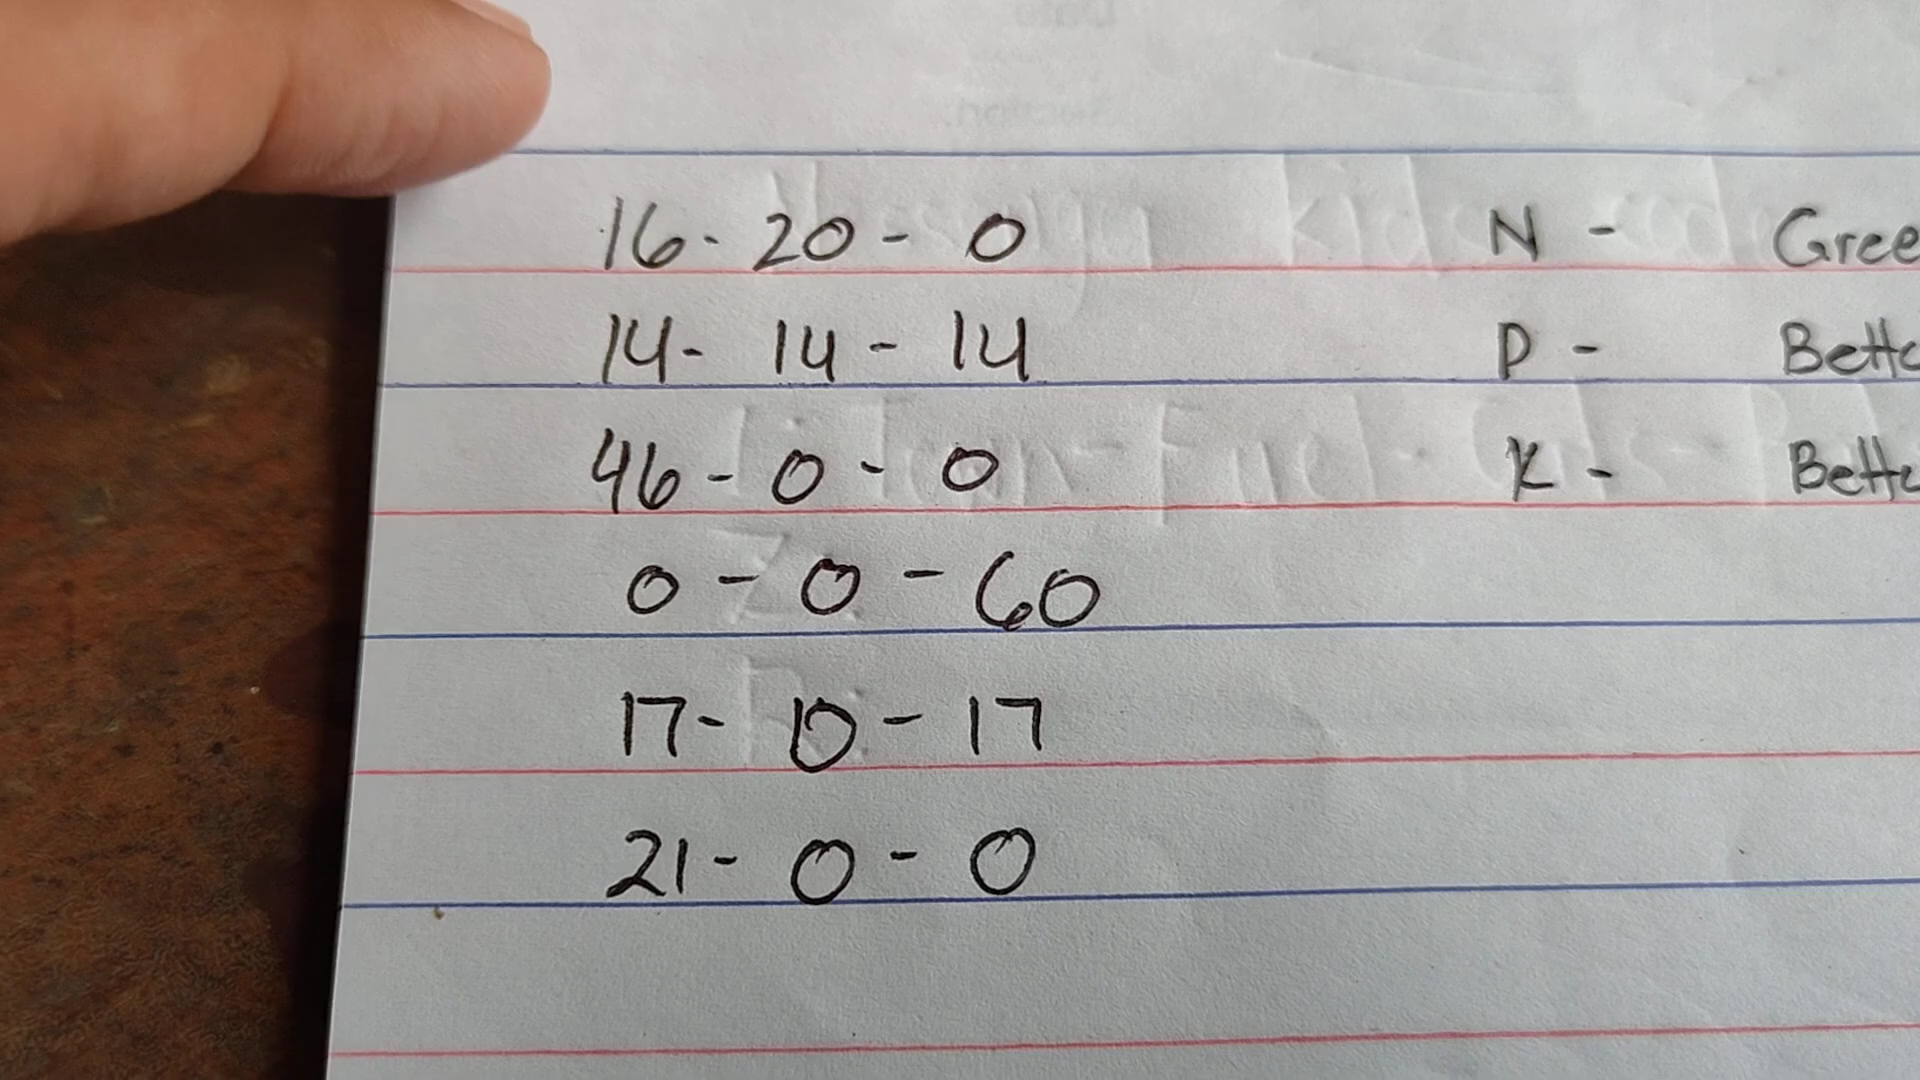 16- 20 - 0 N - Gree
14- 14 - 14 P - Bett
46 - 0 - 0 K - Bett
0 - 0 - 60
17- 10 - 17
21- 0 - 0